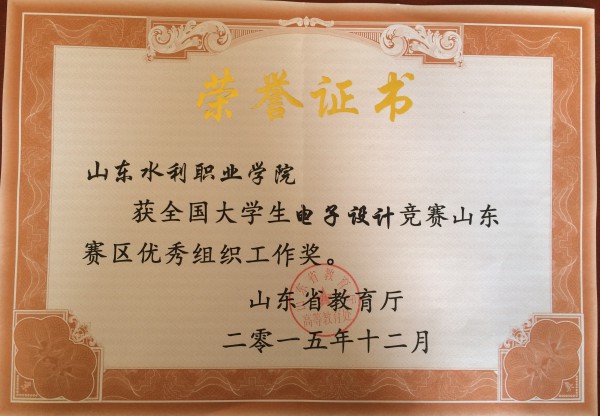 荣誉证书
山东水利职业学院
获全国大学生电子设计竞赛山东
赛区优秀组织工作奖。
山东省教育厅
二零一五年十二月